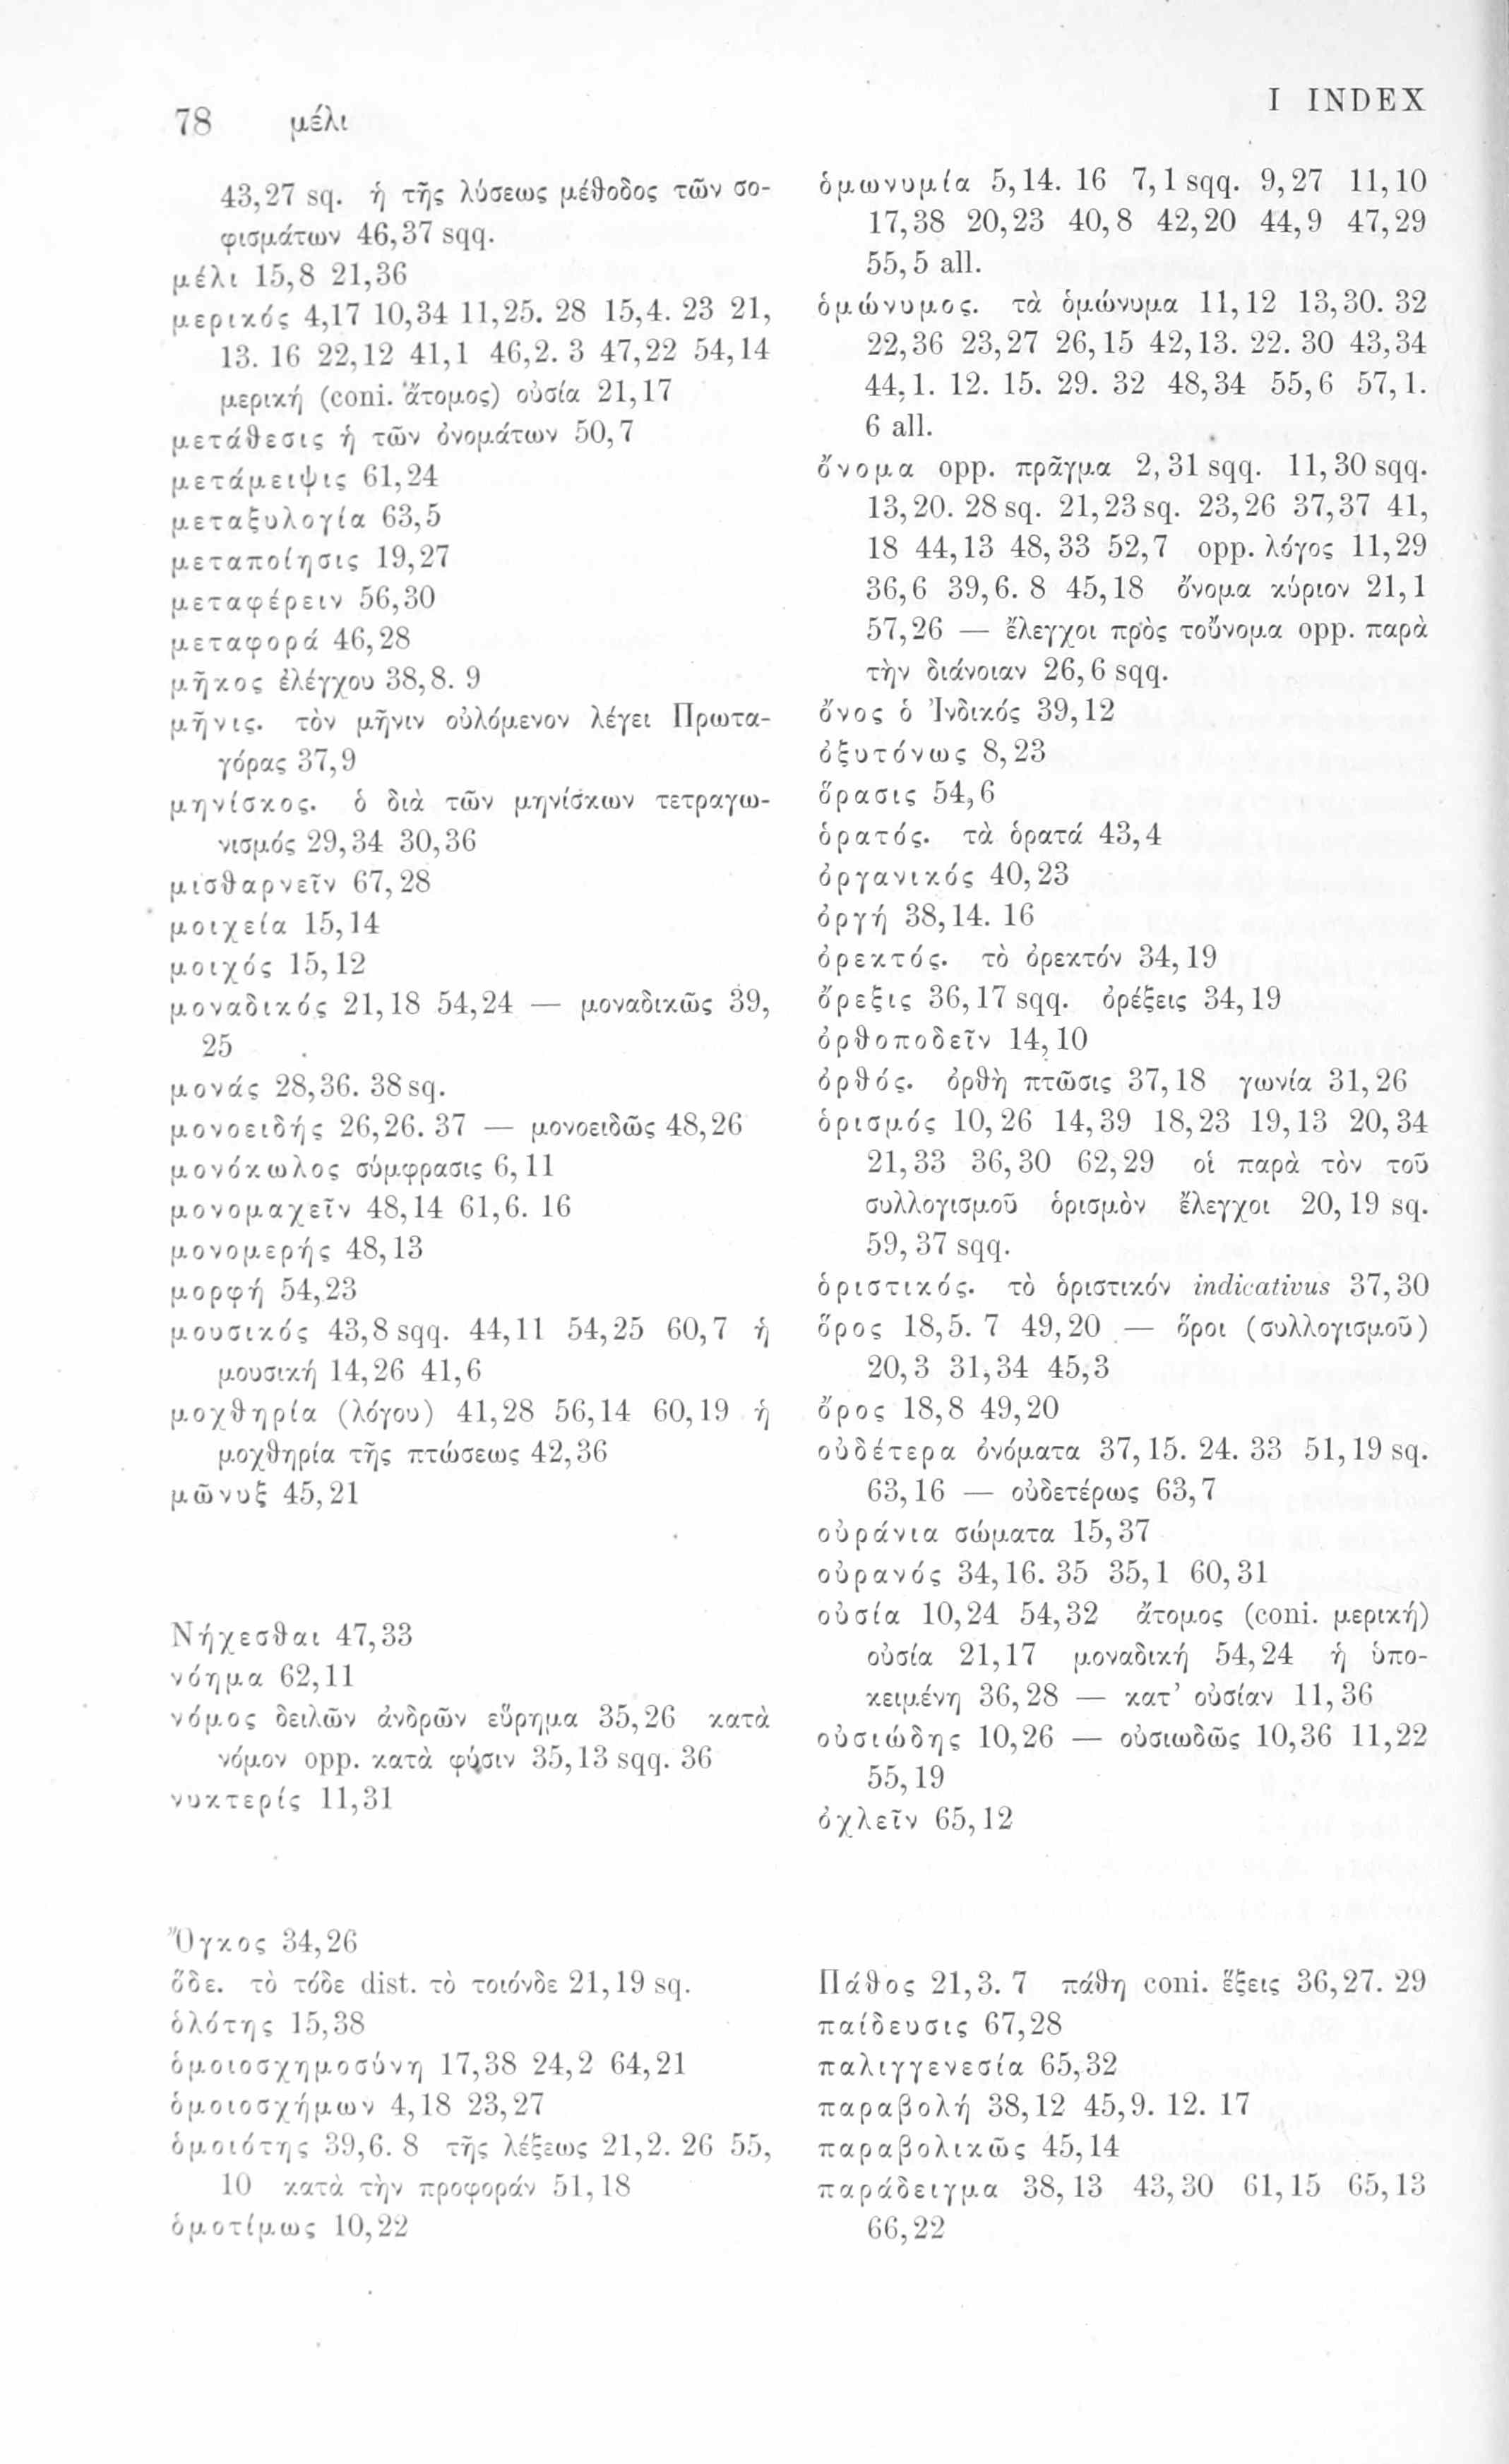 78 μέλι
I INDEX
43,27 sq. ἡ τῆς λύσεως μέθοδος τῶν σο-
φισμάτων 46,37 sqq.
μέλι 15,8 21,36
μερικός 4,17 10,34 11,25. 28 15,4. 23 21,
13. 16 22,12 41,1 46,2. 3 47,22 54,14
μερική (coni. ἄτομος) οὐσία 21,17
μετάθεσις ἡ τῶν ὀνομάτων 50,7
μετάμειψις 61,24
μεταξυλογία 63,5
μεταποίησις 19,27
μεταφέρειν 56,30
μεταφορά 46,28
μῆκος ἐλέγχου 38,8. 9
μῆνις. τὸν μῆνιν οὐλόμενον λέγει Πρωτα-
γόρας 37,9
μηνίσκος. ὁ διὰ τῶν μηνίσκων τετραγω-
νισμός 29,34 30,36
μισθαρνεῖν 67,28
μοιχεία 15,14
μοιχός 15,12
μοναδικός 21,18 54,24 — μοναδικῶς 39,
25
μονάς 28,36. 38 sq.
μονοειδής 26,26. 37 — μονοειδῶς 48,26
μονόκωλος σύμφρασις 6,11
μονομαχεῖν 48,14 61,6. 16
μονομερής 48,13
μορφή 54,23
μουσικός 43,8 sqq. 44,11 54,25 60,7 ἡ
μουσική 14,26 41,6
μοχθηρία (λόγου) 41,28 56,14 60,19 ἡ
μοχθηρία τῆς πτώσεως 42,36
μῶνυξ 45,21
Νήχεσθαι 47,33
νόημα 62,11
νόμος δειλῶν ἀνδρῶν εὕρημα 35,26 κατὰ
νόμον opp. κατὰ φύσιν 35,13 sqq. 36
νυκτερίς 11,31
Ὄγκος 34,26
ὅδε. τὸ τόδε dist. τὸ τοιόνδε 21,19 sq.
ὁλότης 15,38
ὁμοιοσχημοσύνη 17,38 24,2 64,21
ὁμοιοσχήμων 4,18 23,27
ὁμοιότης 39,6. 8 τῆς λέξεως 21,2. 26 55,
10 κατὰ τὴν προφοράν 51,18
ὁμοτίμως 10,22
ὁμωνυμία 5,14. 16 7,1 sqq. 9,27 11,10
17,38 20,23 40,8 42,20 44,9 47,29
55,5 all.
ὁμώνυμος. τὰ ὁμώνυμα 11,12 13,30. 32
22,36 23,27 26,15 42,13. 22. 30 43,34
44,1. 12. 15. 29. 32 48,34 55,6 57,1.
6 all.
ὄνομα opp. πρᾶγμα 2,31 sqq. 11,30 sqq.
13,20. 28 sq. 21,23 sq. 23,26 37,37 41,
18 44,13 48,33 52,7 opp. λόγος 11,29
36,6 39,6. 8 45,18 ὄνομα κύριον 21,1
57,26 — ἔλεγχοι πρὸς τοὔνομα opp. παρὰ
τὴν διάνοιαν 26,6 sqq.
ὄνος ὁ Ἰνδικός 39,12
ὀξυτόνως 8,23
ὅρασις 54,6
ὁρατός. τὰ ὁρατά 43,4
ὀργανικός 40,23
ὀργή 38,14. 16
ὀρεκτός. τὸ ὀρεκτόν 34,19
ὄρεξις 36,17 sqq. ὀρέξεις 34,19
ὀρθοποδεῖν 14,10
ὀρθός. ὀρθὴ πτῶσις 37,18 γωνία 31,26
ὁρισμός 10,26 14,39 18,23 19,13 20,34
21,33 36,30 62,29 οἱ παρὰ τὸν τοῦ
συλλογισμοῦ ὁρισμὸν ἔλεγχοι 20,19 sq.
59,37 sqq.
ὁριστικός. τὸ ὁριστικόν indicativus 37,30
ὅρος 18,5. 7 49,20 — ὅροι (συλλογισμοῦ)
20,3 31,34 45,3
ὄρος 18,8 49,20
οὐδέτερα ὀνόματα 37,15. 24. 33 51,19 sq.
63,16 — οὐδετέρως 63,7
οὐράνια σώματα 15,37
οὐρανός 34,16. 35 35,1 60,31
οὐσία 10,24 54,32 ἄτομος (coni. μερική)
οὐσία 21,17 μοναδική 54,24 ἡ ὑπο-
κειμένη 36,28 — κατ’ οὐσίαν 11,36
οὐσιώδης 10,26 — οὐσιωδῶς 10,36 11,22
55,19
ὀχλεῖν 65,12
Πάθος 21,3. 7 πάθη coni. ἕξεις 36,27. 29
παίδευσις 67,28
παλιγγενεσία 65,32
παραβολή 38,12 45,9. 12. 17
παραβολικῶς 45,14
παράδειγμα 38,13 43,30 61,15 65,13
66,22